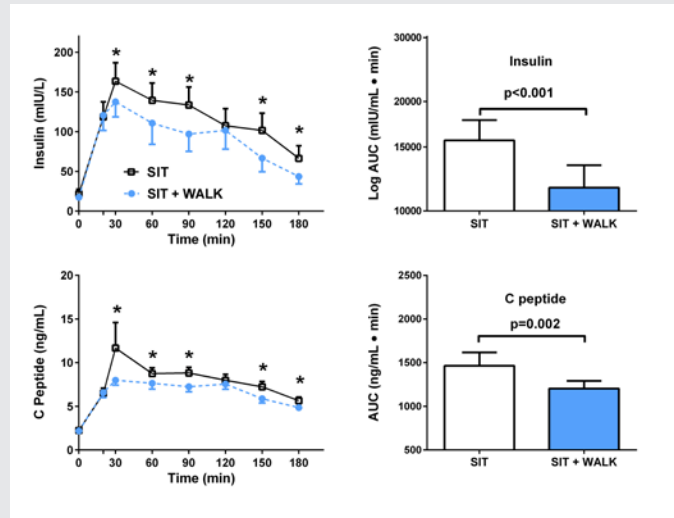 Insulin (mIU/L)
200
150
100
50
0
* * * * *
SIT
SIT + WALK
0 30 60 90 120 150 180
Time (min)
Log AUC (mIU/mL • min)
30000
20000
15000
10000
Insulin
p<0.001
SIT SIT + WALK
C Peptide (ng/mL)
20
15
10
5
0
* * * * *
0 30 60 90 120 150 180
Time (min)
AUC (ng/mL • min)
2500
2000
1500
1000
500
C peptide
p=0.002
SIT SIT + WALK